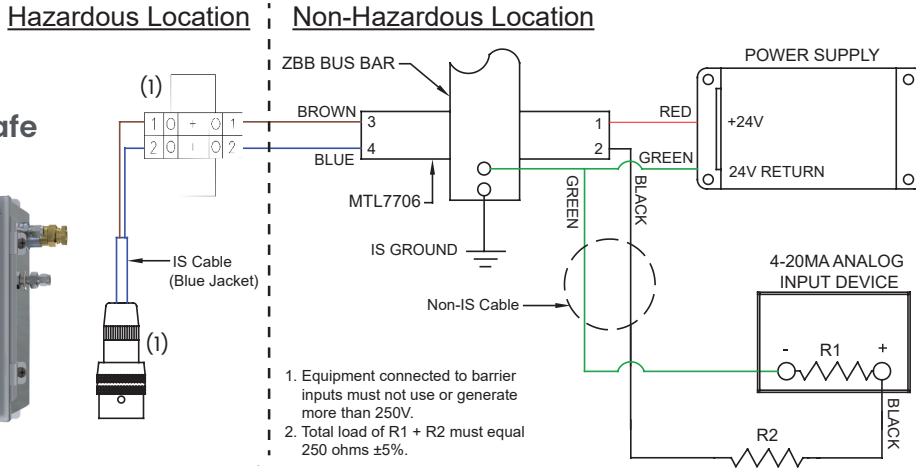 Hazardous Location
Non-Hazardous Location
afe
(1)
1 + 1
2 2
BROWN
BLUE
IS Cable
(Blue Jacket)
(1)
ZBB BUS BAR
3
4
MTL7706
IS GROUND
1
2
RED
GREEN
POWER SUPPLY
+24V
24V RETURN
GREEN
BLACK
Non-IS Cable
4-20MA ANALOG
INPUT DEVICE
- R1 +
BLACK
R2
1. Equipment connected to barrier
inputs must not use or generate
more than 250V.
2. Total load of R1 + R2 must equal
250 ohms ±5%.